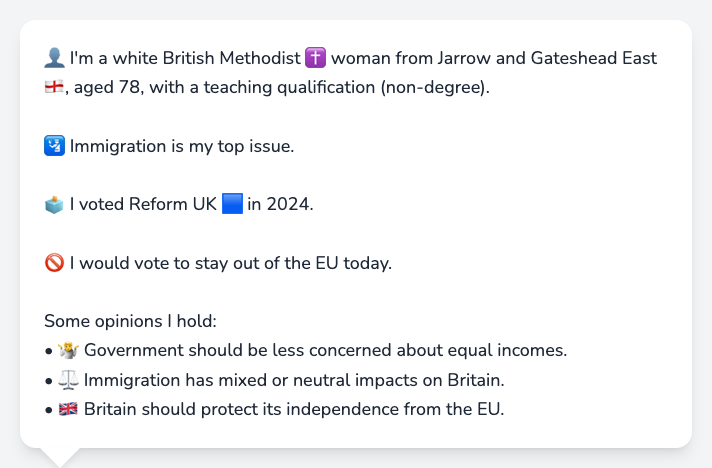 👤 I'm a white British Methodist ✝️ woman from Jarrow and Gateshead East
🏴󠁧󠁢󠁥󠁮󠁧󠁿, aged 78, with a teaching qualification (non-degree).
🛂 Immigration is my top issue.
🗳️ I voted Reform UK 🟦 in 2024.
🚫 I would vote to stay out of the EU today.
Some opinions I hold:
• 🤷 Government should be less concerned about equal incomes.
• ⚖️ Immigration has mixed or neutral impacts on Britain.
• 🇬🇧 Britain should protect its independence from the EU.